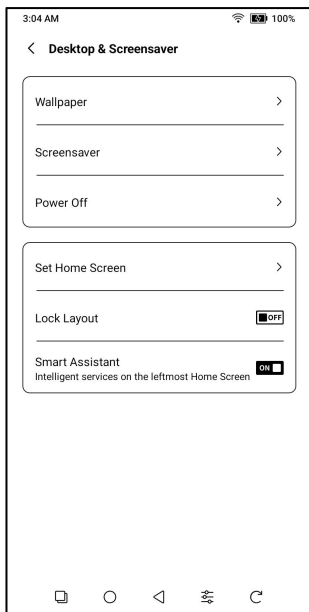 3:04 AM 100%
Desktop & Screensaver
Wallpaper
Screensaver
Power Off
Set Home Screen
Lock Layout OFF
Smart Assistant
ON
Intelligent services on the leftmost Home Screen